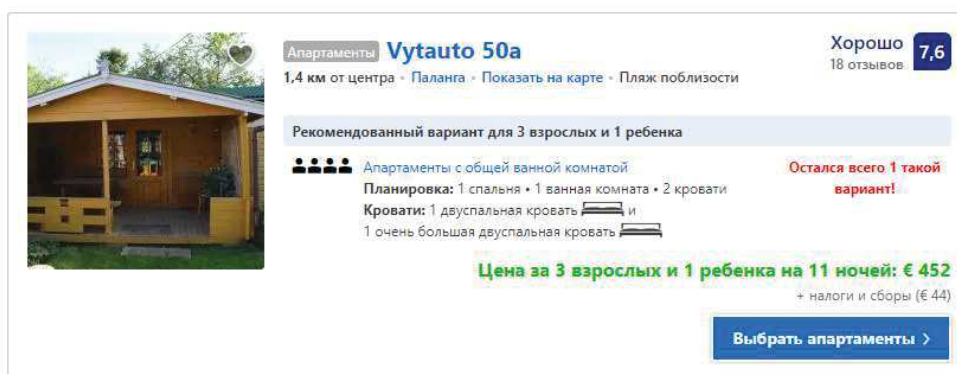 Апартаменты Vytauto 50a
Хорошо 7,6
18 отзывов
1,4 км от центра • Паланга • Показать на карте • Пляж поблизости
Рекомендованный вариант для 3 взрослых и 1 ребенка
Апартаменты с общей ванной комнатой
Остался всего 1 такой
вариант!
Планировка: 1 спальня • 1 ванная комната • 2 кровати
Кровати: 1 двуспальная кровать и
1 очень большая двуспальная кровать
Цена за 3 взрослых и 1 ребенка на 11 ночей: € 452
+ налоги и сборы (€ 44)
Выбрать апартаменты >